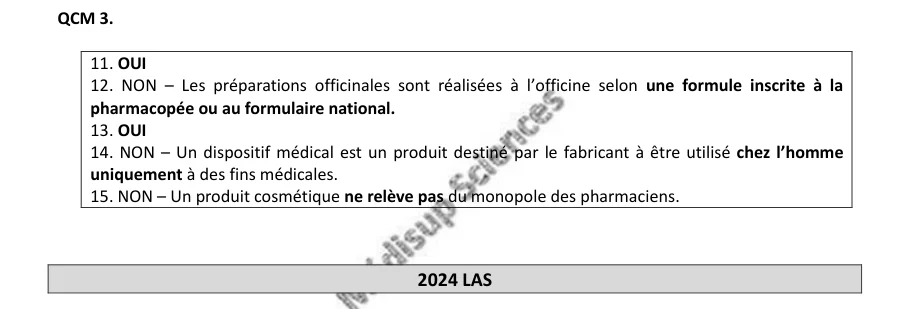 QCM 3.
11. OUI
12. NON – Les préparations officinales sont réalisées à l’officine selon une formule inscrite à la
pharmacopée ou au formulaire national.
13. OUI
14. NON – Un dispositif médical est un produit destiné par le fabricant à être utilisé chez l’homme
uniquement à des fins médicales.
15. NON – Un produit cosmétique ne relève pas du monopole des pharmaciens.
Médisup Sciences
2024 LAS